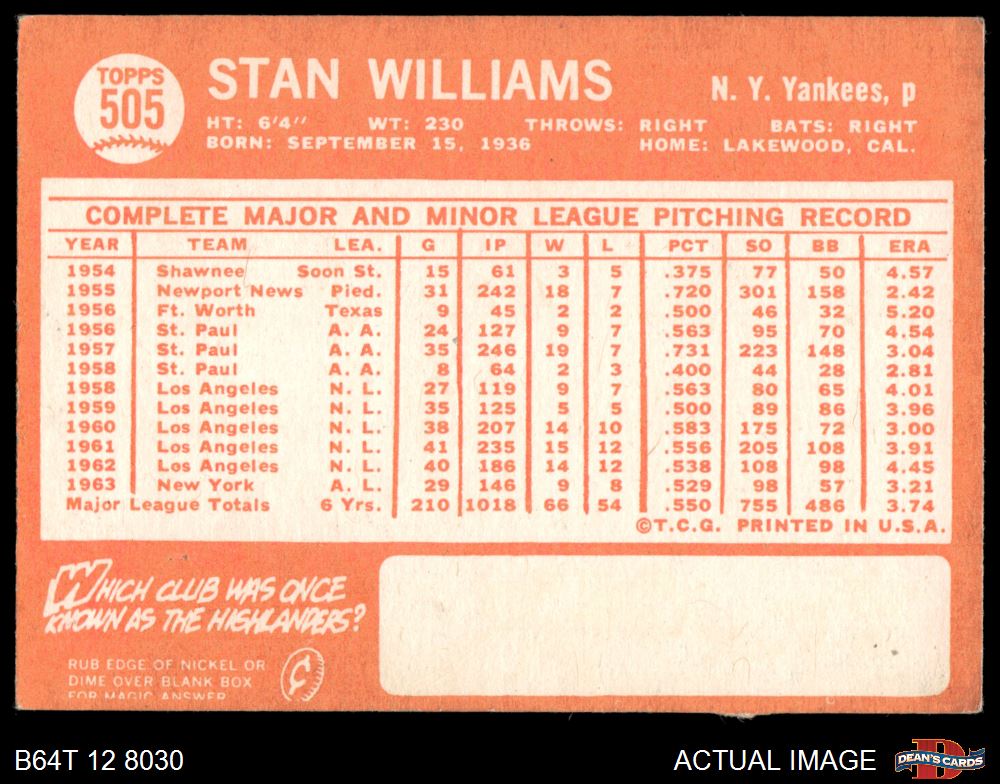 TOPPS
505
STAN WILLIAMS
N. Y. Yankees, p
HT: 6'4" WT: 230 THROWS: RIGHT BATS: RIGHT
BORN: SEPTEMBER 15, 1936 HOME: LAKEWOOD, CAL.
COMPLETE MAJOR AND MINOR LEAGUE PITCHING RECORD
YEAR TEAM LEA. G IP W L PCT SO BB ERA
1954 Shawnee Soon St. 15 61 3 5 .375 77 50 4.57
1955 Newport News Pied. 31 242 18 7 .720 301 158 2.42
1956 Ft. Worth Texas 9 45 2 2 .500 46 32 5.20
1956 St. Paul A. A. 24 127 9 7 .563 95 70 4.54
1957 St. Paul A. A. 35 246 19 7 .731 223 148 3.04
1958 St. Paul A. A. 8 64 2 3 .400 44 28 2.81
1958 Los Angeles N. L. 27 119 9 7 .563 80 65 4.01
1959 Los Angeles N. L. 35 125 5 5 .500 89 86 3.96
1960 Los Angeles N. L. 38 207 14 10 .583 175 72 3.00
1961 Los Angeles N. L. 41 235 15 12 .556 205 108 3.91
1962 Los Angeles N. L. 40 186 14 12 .538 108 98 4.45
1963 New York A. L. 29 146 9 8 .529 98 57 3.21
Major League Totals 6 Yrs. 210 1018 66 54 .550 755 486 3.74
©T.C.G. PRINTED IN U.S.A.
WHICH CLUB WAS ONCE
KNOWN AS THE HIGHLANDERS?
RUB EDGE OF NICKEL OR
DIME OVER BLANK BOX
FOR MAGIC ANSWER
B64T 12 8030
ACTUAL IMAGE
DEAN'S CARDS